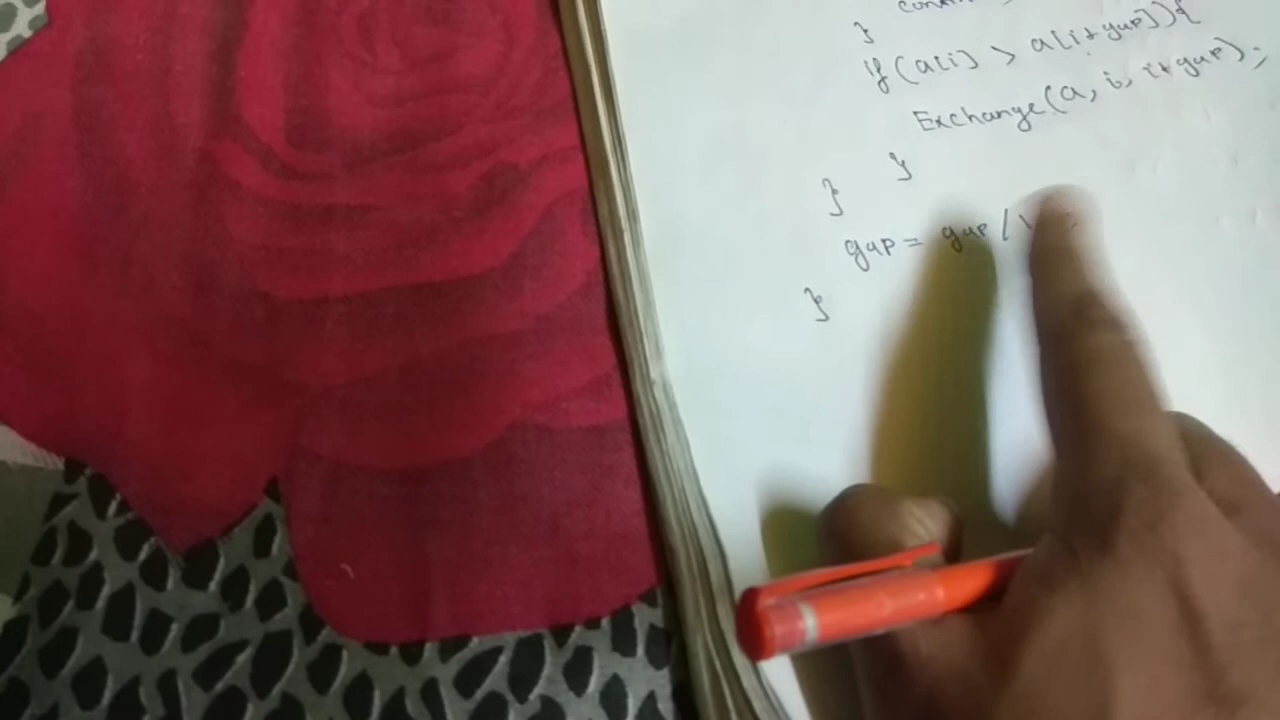 }
if(a[i] > a[i+gap]){
Exchange(a, i, i+gap);
}
}
gap = gap /
}